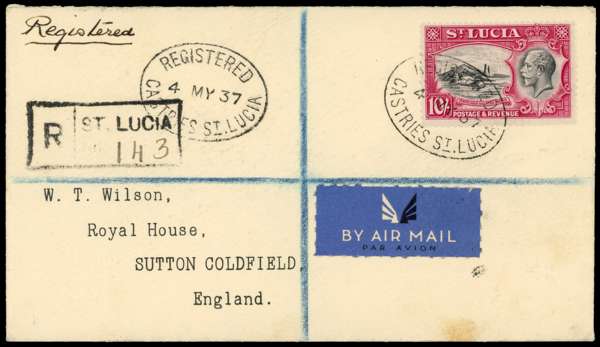 Registered
REGISTERED
4 MY 37
CASTRIES ST. LUCIA
R
ST. LUCIA
143
ST LUCIA
10/-
POSTAGE & REVENUE
CASTRIES ST. LUCIA
W. T. Wilson,
Royal House,
SUTTON COLDFIELD
England.
BY AIR MAIL
PAR AVION